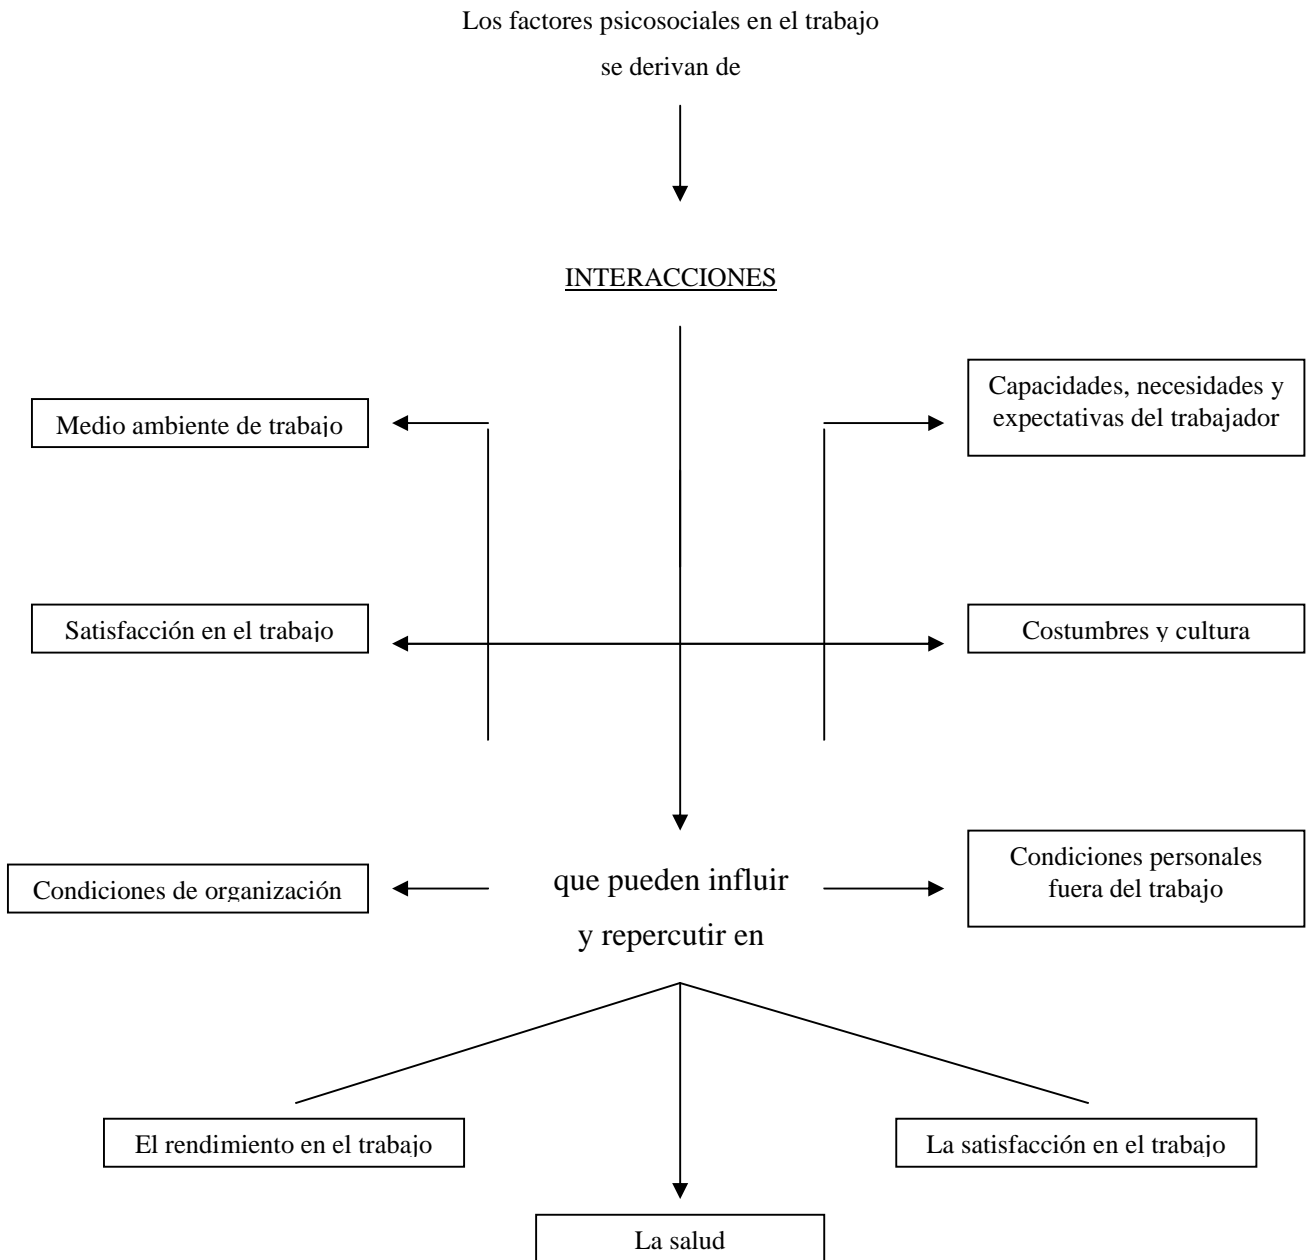 Los factores psicosociales en el trabajo
se derivan de
INTERACCIONES
Medio ambiente de trabajo
Capacidades, necesidades y
expectativas del trabajador
Satisfacción en el trabajo
Costumbres y cultura
Condiciones de organización
que pueden influir
y repercutir en
Condiciones personales
fuera del trabajo
El rendimiento en el trabajo
La satisfacción en el trabajo
La salud